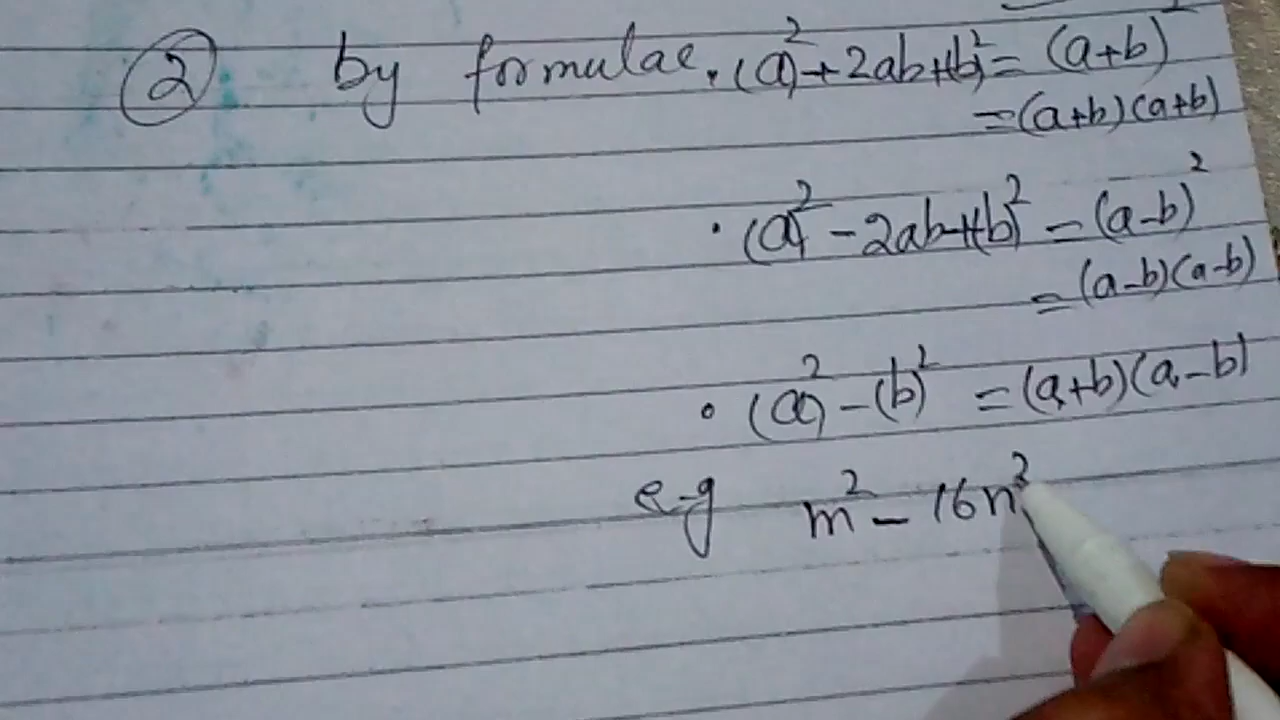 ② by formulae. (a)²+2ab+(b)² = (a+b)²
=(a+b)(a+b)
• (a)² - 2ab+(b)² = (a-b)²
= (a-b)(a-b)
• (a)² - (b)² = (a+b)(a-b)
e-g m² - 16n²